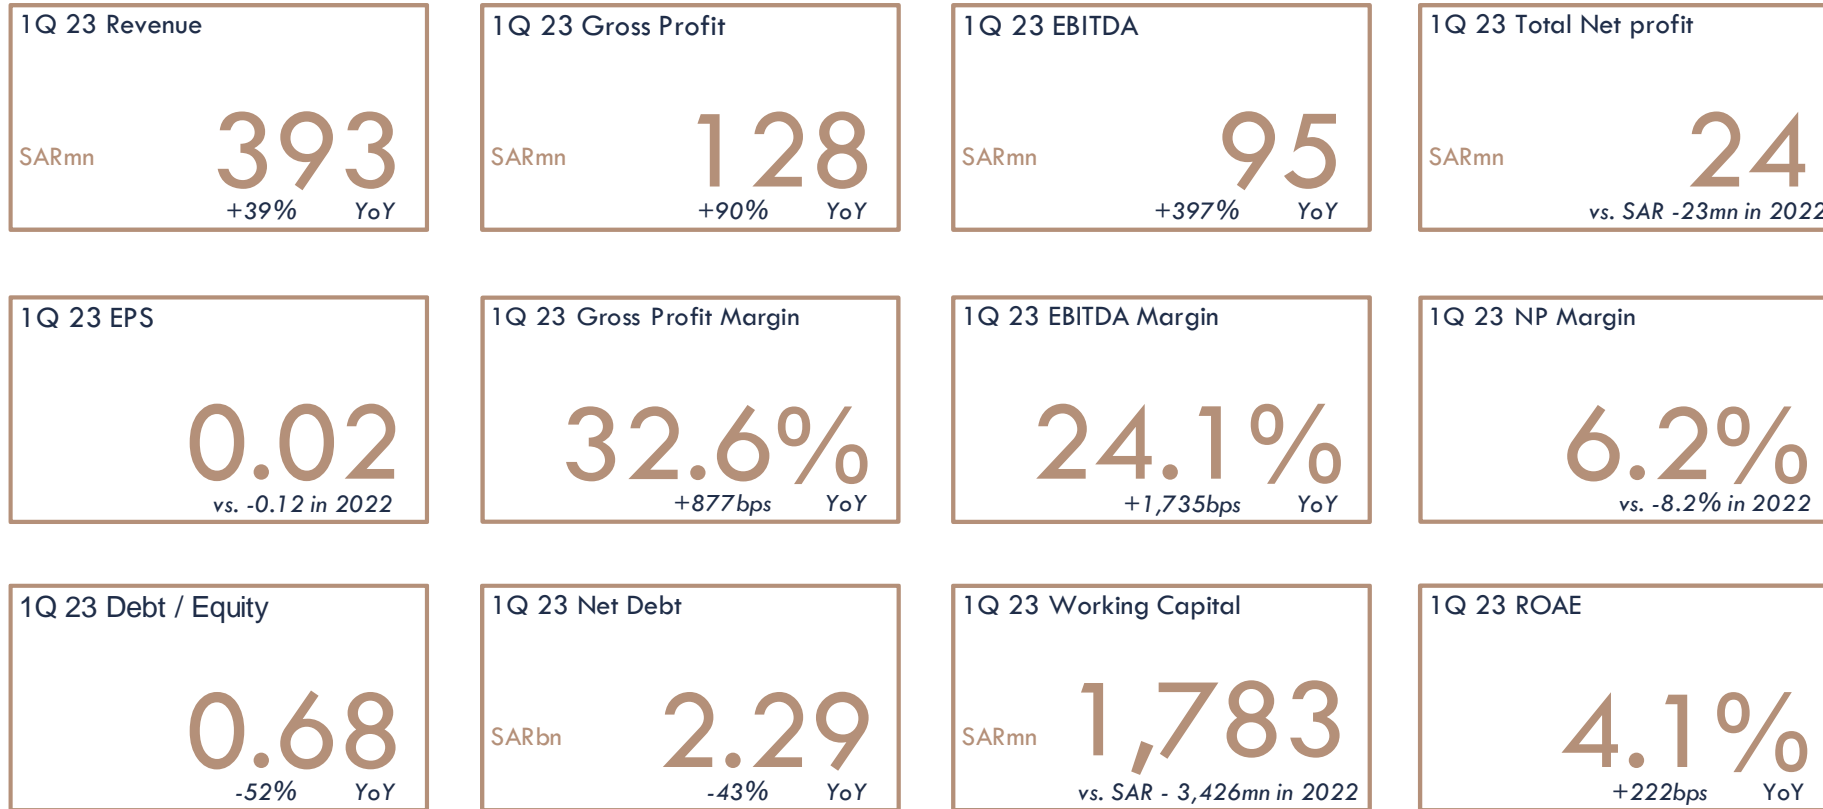 1Q 23 Revenue
SARmn 393
+39% YoY
1Q 23 Gross Profit
SARmn 128
+90% YoY
1Q 23 EBITDA
SARmn 95
+397% YoY
1Q 23 Total Net profit
SARmn 24
vs. SAR -23mn in 2022
1Q 23 EPS
0.02
vs. -0.12 in 2022
1Q 23 Gross Profit Margin
32.6%
+877bps YoY
1Q 23 EBITDA Margin
24.1%
+1,735bps YoY
1Q 23 NP Margin
6.2%
vs. -8.2% in 2022
1Q 23 Debt / Equity
0.68
-52% YoY
1Q 23 Net Debt
SARbn 2.29
-43% YoY
1Q 23 Working Capital
SARmn 1,783
vs. SAR - 3,426mn in 2022
1Q 23 ROAE
4.1%
+222bps YoY